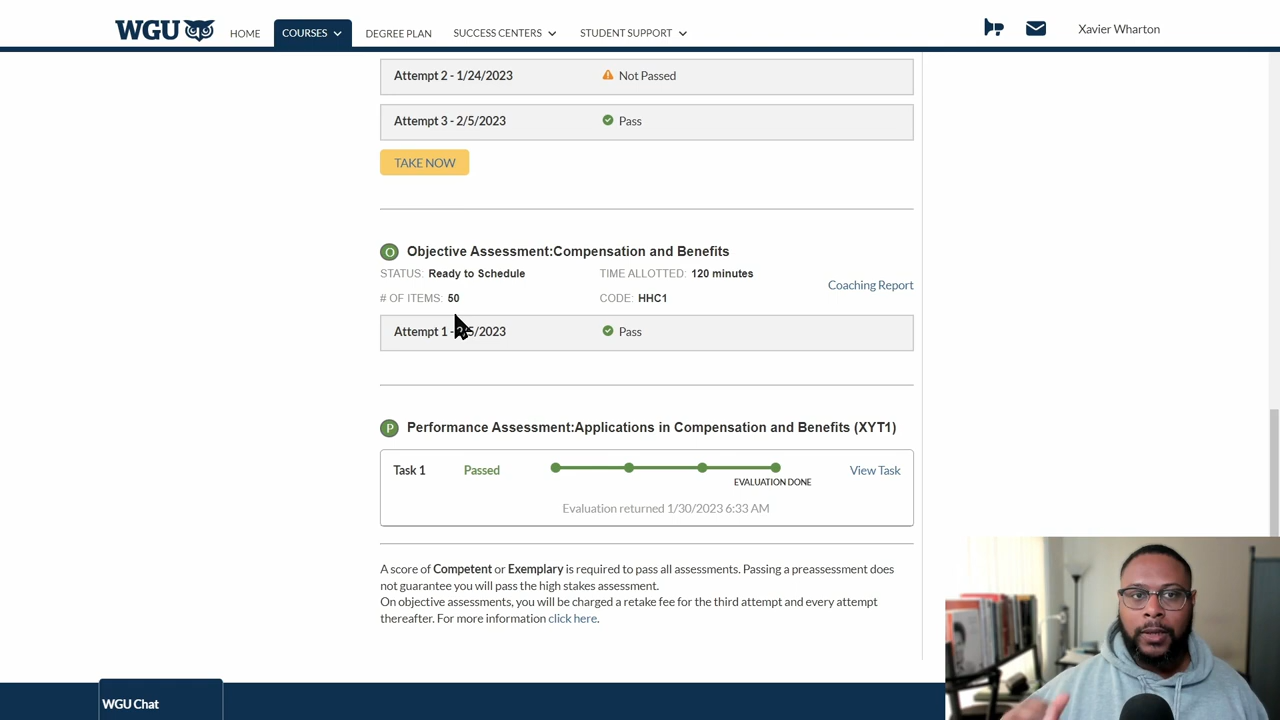 WGU
HOME
COURSES
DEGREE PLAN
SUCCESS CENTERS
STUDENT SUPPORT
Xavier Wharton
Attempt 2 - 1/24/2023 Not Passed
Attempt 3 - 2/5/2023 Pass
TAKE NOW
O Objective Assessment:Compensation and Benefits
STATUS: Ready to Schedule TIME ALLOTTED: 120 minutes
Coaching Report
# OF ITEMS: 50 CODE: HHC1
Attempt 1 - 5/2023 Pass
P Performance Assessment:Applications in Compensation and Benefits (XYT1)
Task 1 Passed View Task
EVALUATION DONE
Evaluation returned 1/30/2023 6:33 AM
A score of Competent or Exemplary is required to pass all assessments. Passing a preassessment does
not guarantee you will pass the high stakes assessment.
On objective assessments, you will be charged a retake fee for the third attempt and every attempt
thereafter. For more information click here.
WGU Chat